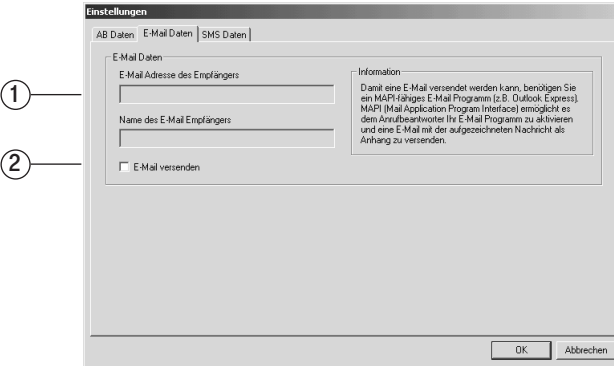 Einstellungen
AB Daten E-Mail Daten SMS Daten
E-Mail Daten
E-Mail Adresse des Empfängers
Name des E-Mail Empfängers
E-Mail versenden
Information
Damit eine E-Mail versendet werden kann, benötigen Sie
ein MAPI-fähiges E-Mail Programm (z.B. Outlook Express).
MAPI (Mail Application Program Interface) ermöglicht es
dem Anrufbeantworter Ihr E-Mail Programm zu aktivieren
und eine E-Mail mit der aufgezeichneten Nachricht als
Anhang zu versenden.
1
2
OK Abbrechen